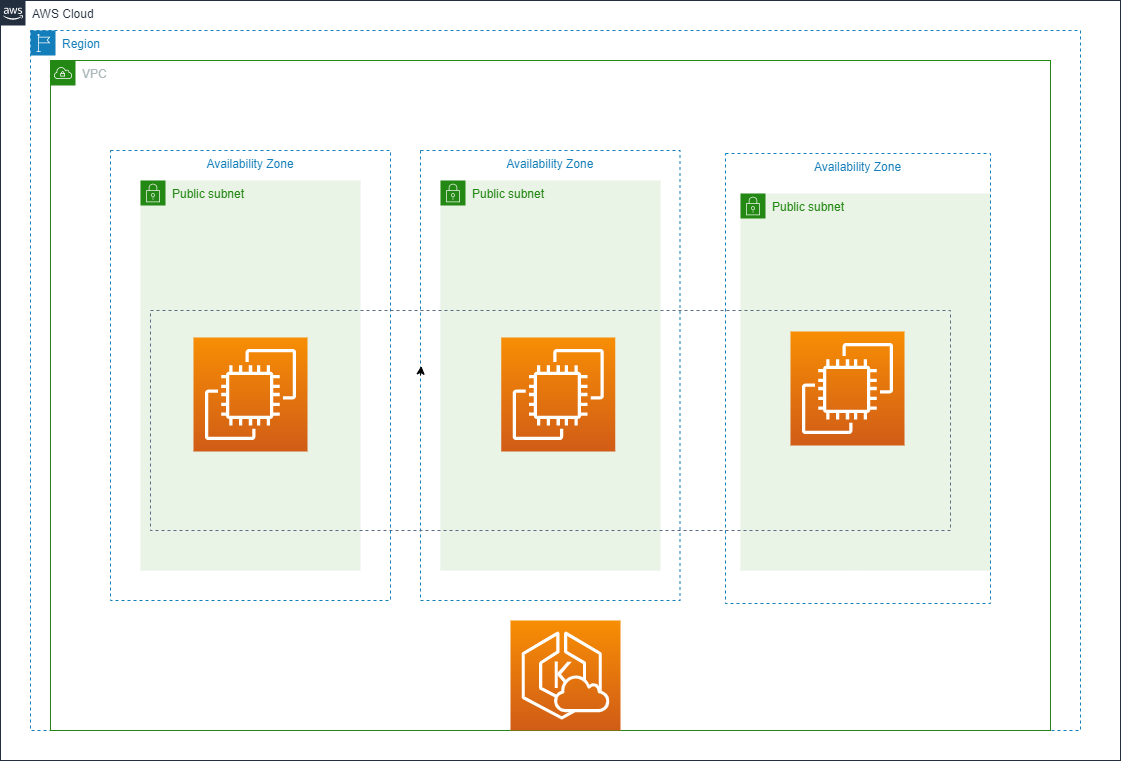 aws
AWS Cloud
Region
VPC
Availability Zone
Availability Zone
Availability Zone
Public subnet
Public subnet
Public subnet
K